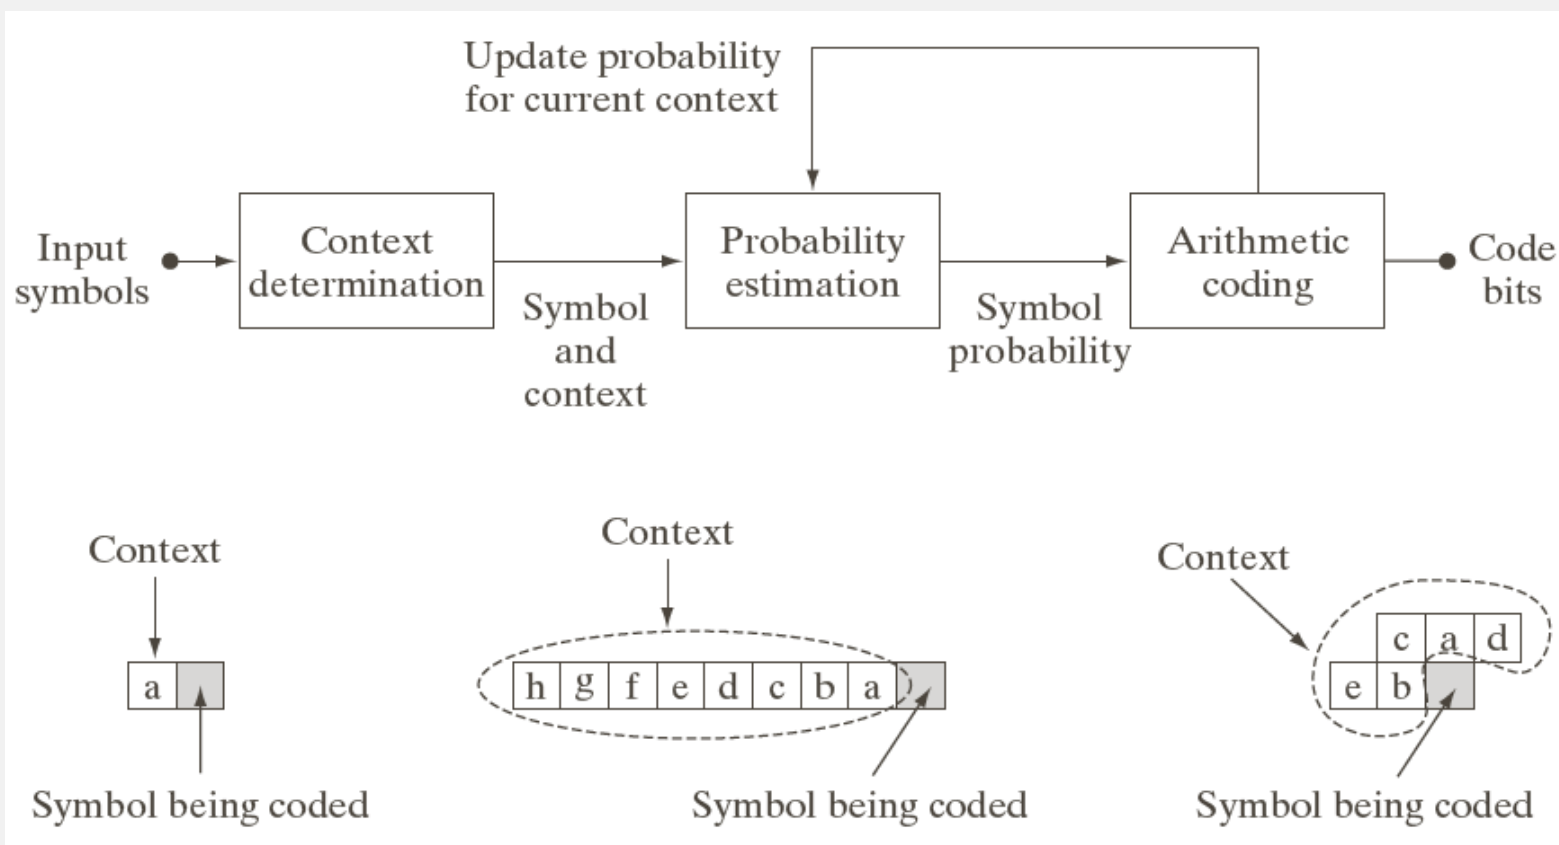 Update probability
for current context
Input
symbols
Context
determination
Symbol
and
context
Probability
estimation
Symbol
probability
Arithmetic
coding
Code
bits
Context
a
Symbol being coded
Context
h g f e d c b a
Symbol being coded
Context
c a d
e b
Symbol being coded